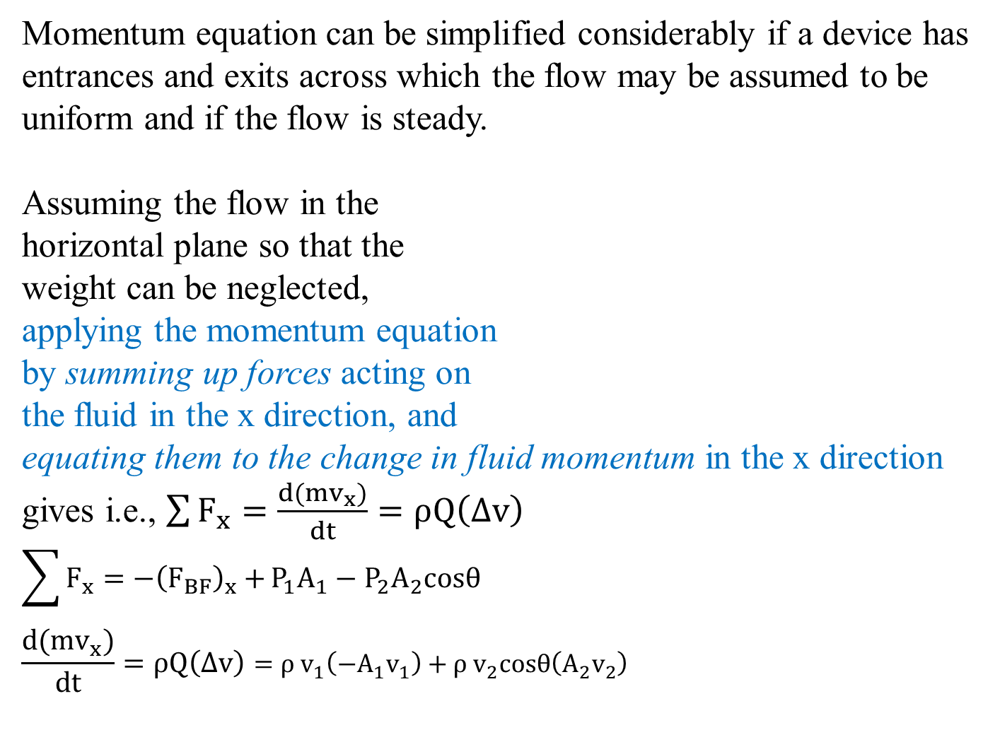 Momentum equation can be simplified considerably if a device has
entrances and exits across which the flow may be assumed to be
uniform and if the flow is steady.
Assuming the flow in the
horizontal plane so that the
weight can be neglected,
applying the momentum equation
by summing up forces acting on
the fluid in the x direction, and
equating them to the change in fluid momentum in the x direction
gives i.e., ∑ Fₓ = d(mvₓ)/dt = ρQ(Δv)
∑ Fₓ = −(F_BF)ₓ + P₁A₁ − P₂A₂cosθ
d(mvₓ)/dt = ρQ(Δv) = ρ v₁(−A₁v₁) + ρ v₂cosθ(A₂v₂)